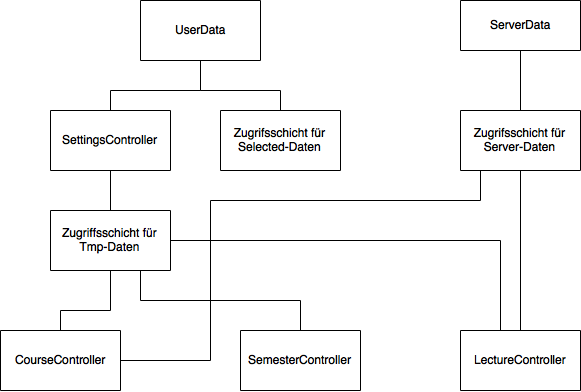 UserData
ServerData
SettingsController
Zugrifsschicht für
Selected-Daten
Zugrifsschicht für
Server-Daten
Zugriffsschicht für
Tmp-Daten
CourseController
SemesterController
LectureController